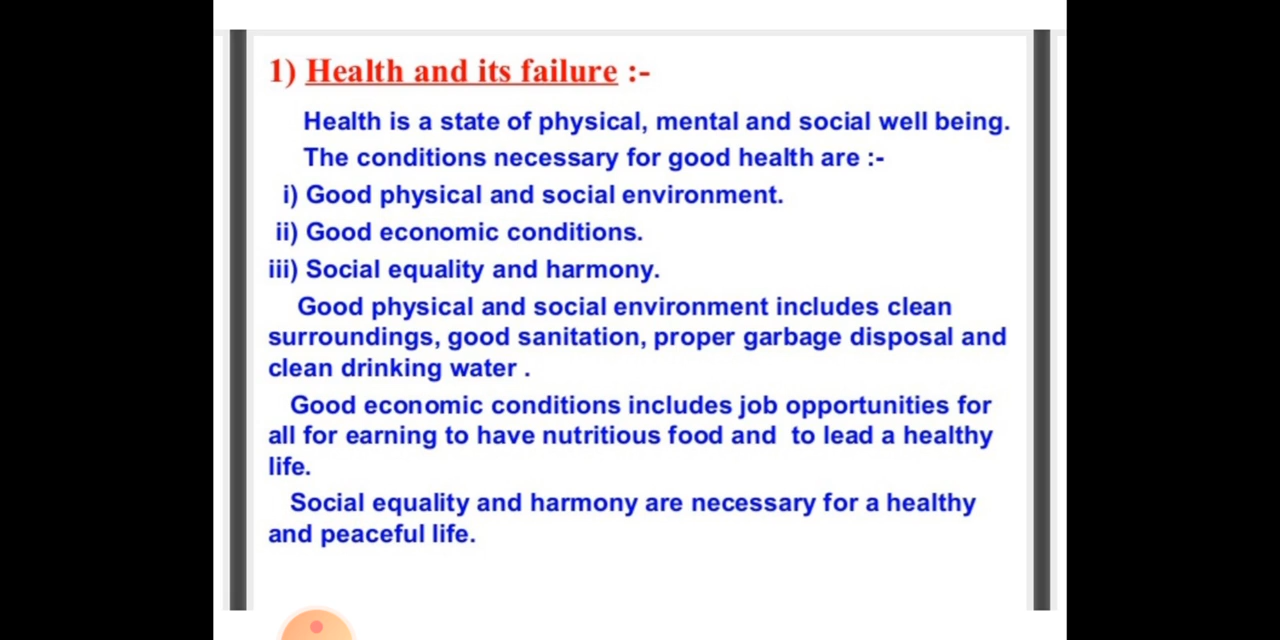 1) Health and its failure :-
Health is a state of physical, mental and social well being.
The conditions necessary for good health are :-
i) Good physical and social environment.
ii) Good economic conditions.
iii) Social equality and harmony.
Good physical and social environment includes clean
surroundings, good sanitation, proper garbage disposal and
clean drinking water .
Good economic conditions includes job opportunities for
all for earning to have nutritious food and to lead a healthy
life.
Social equality and harmony are necessary for a healthy
and peaceful life.